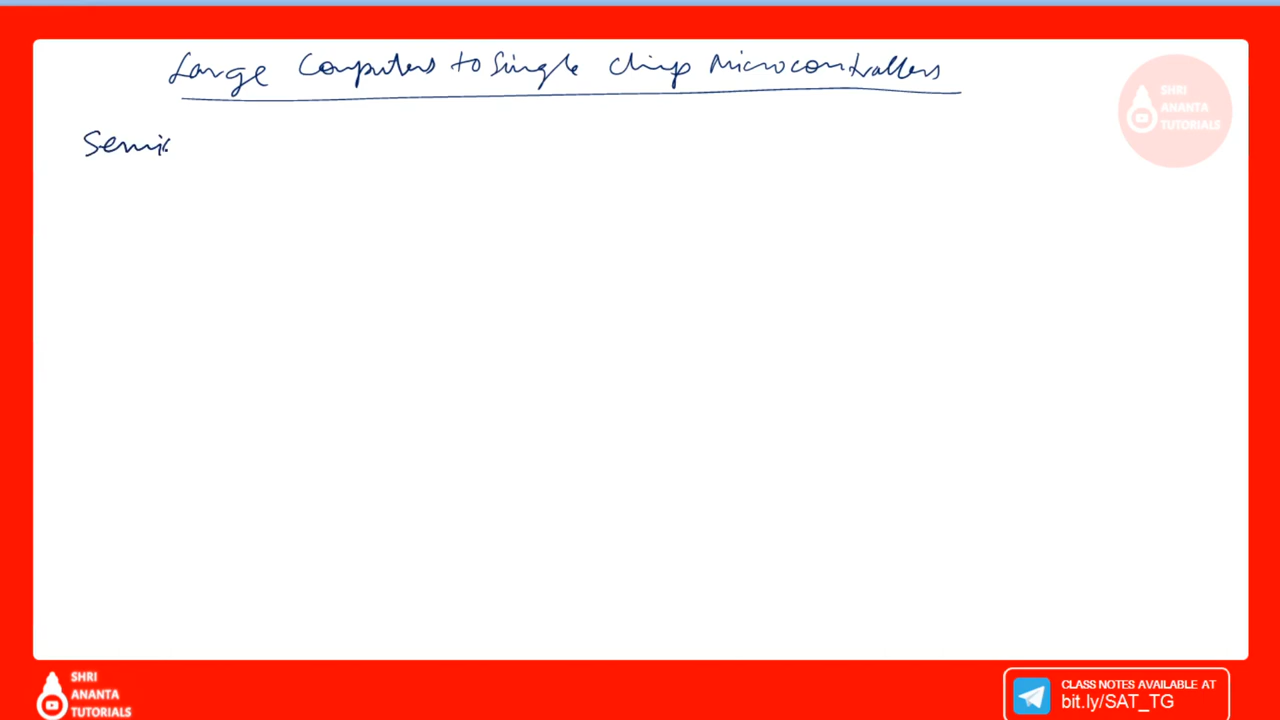 Large Computers to Single chip Microcontrollers
SHRI
ANANTA
TUTORIALS
Semic
SHRI
ANANTA
TUTORIALS
CLASS NOTES AVAILABLE AT
bit.ly/SAT_TG